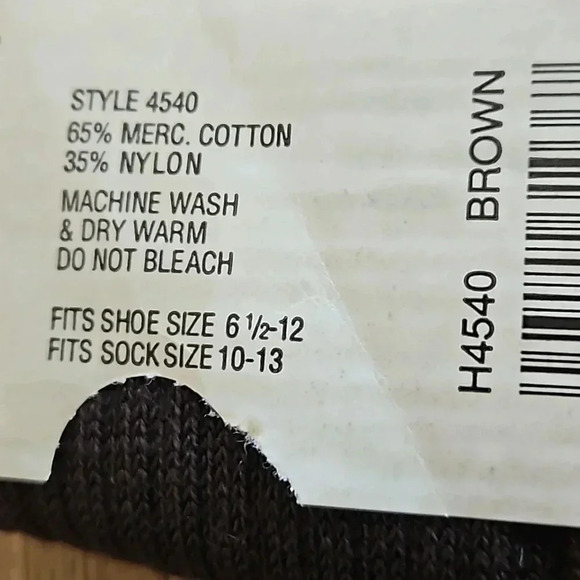 STYLE 4540
65% MERC. COTTON
35% NYLON
MACHINE WASH
& DRY WARM
DO NOT BLEACH
FITS SHOE SIZE 6 1/2-12
FITS SOCK SIZE 10-13
H4540 BROWN